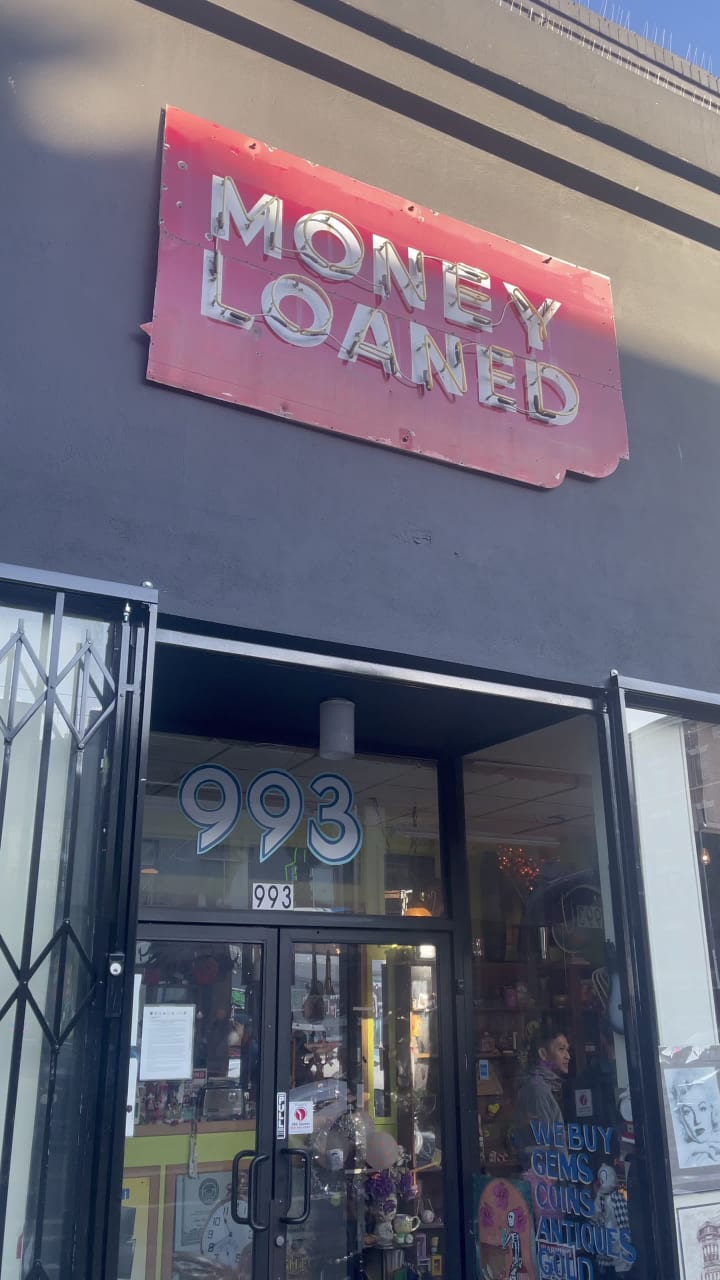 MONEY
LOANED
993
993
WE BUY
GEMS
COINS
ANTIQUES
GOLD